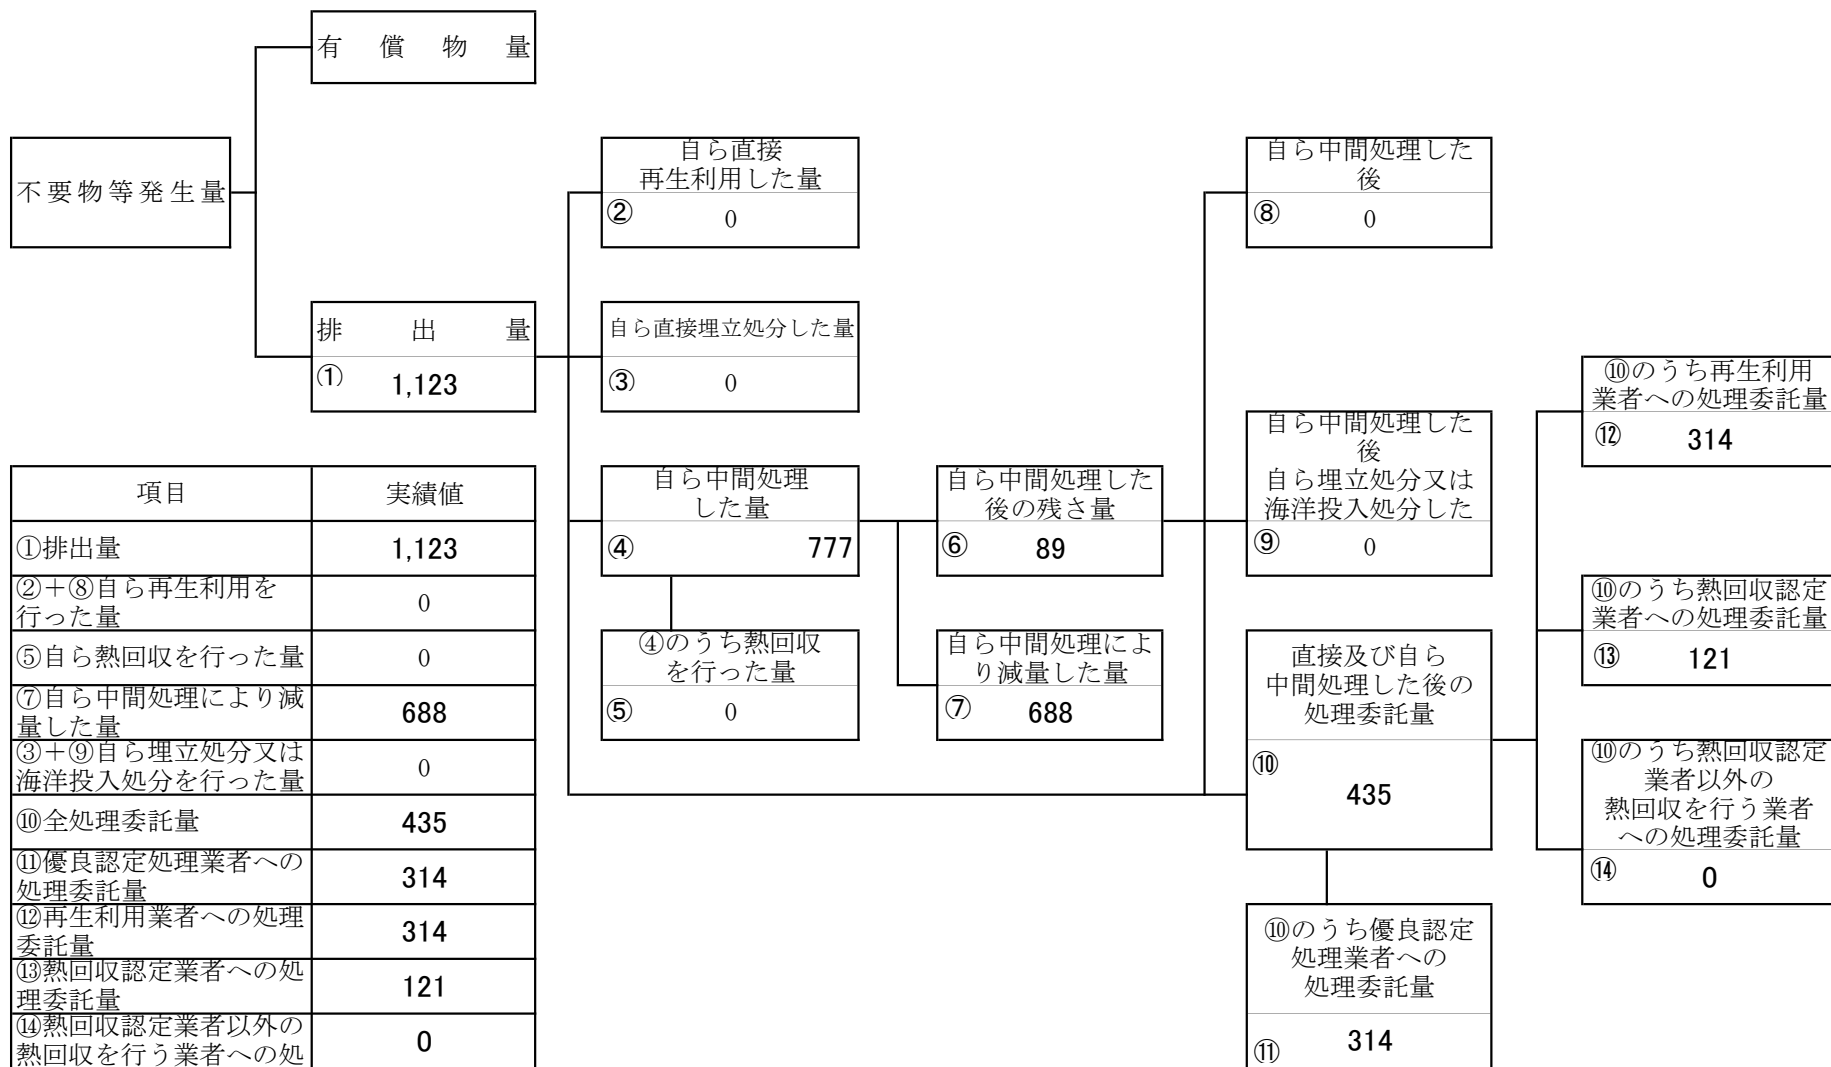 有償物量
不要物等発生量
排出量
① 1,123
自ら直接
再生利用した量
② 0
自ら直接埋立処分した量
③ 0
自ら中間処理
した量
④ 777
④のうち熱回収
を行った量
⑤ 0
自ら中間処理した
後の残さ量
⑥ 89
自ら中間処理によ
り減量した量
⑦ 688
自ら中間処理した
後
⑧ 0
自ら中間処理した
後
自ら埋立処分又は
海洋投入処分した
⑨ 0
直接及び自ら
中間処理した後の
処理委託量
⑩
435
⑩のうち優良認定
処理業者への
処理委託量
⑪ 314
⑩のうち再生利用
業者への処理委託量
⑫ 314
⑩のうち熱回収認定
業者への処理委託量
⑬ 121
⑩のうち熱回収認定
業者以外の
熱回収を行う業者
への処理委託量
⑭ 0
項目 実績値
①排出量 1,123
②＋⑧自ら再生利用を
行った量 0
⑤自ら熱回収を行った量 0
⑦自ら中間処理により減
量した量 688
③＋⑨自ら埋立処分又は
海洋投入処分を行った量 0
⑩全処理委託量 435
⑪優良認定処理業者への
処理委託量 314
⑫再生利用業者への処理
委託量 314
⑬熱回収認定業者への処
理委託量 121
⑭熱回収認定業者以外の
熱回収を行う業者への処 0